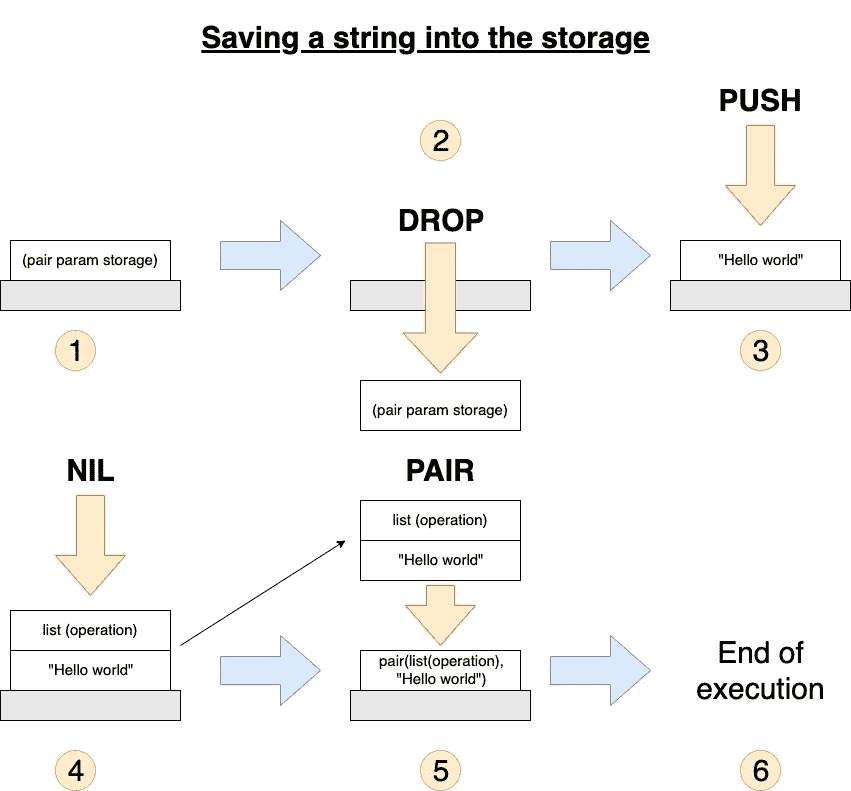 Saving a string into the storage
PUSH
2
DROP
(pair param storage)
"Hello world"
1
3
(pair param storage)
NIL
PAIR
list (operation)
"Hello world"
list (operation)
"Hello world"
pair(list(operation),
"Hello world")
End of
execution
4
5
6